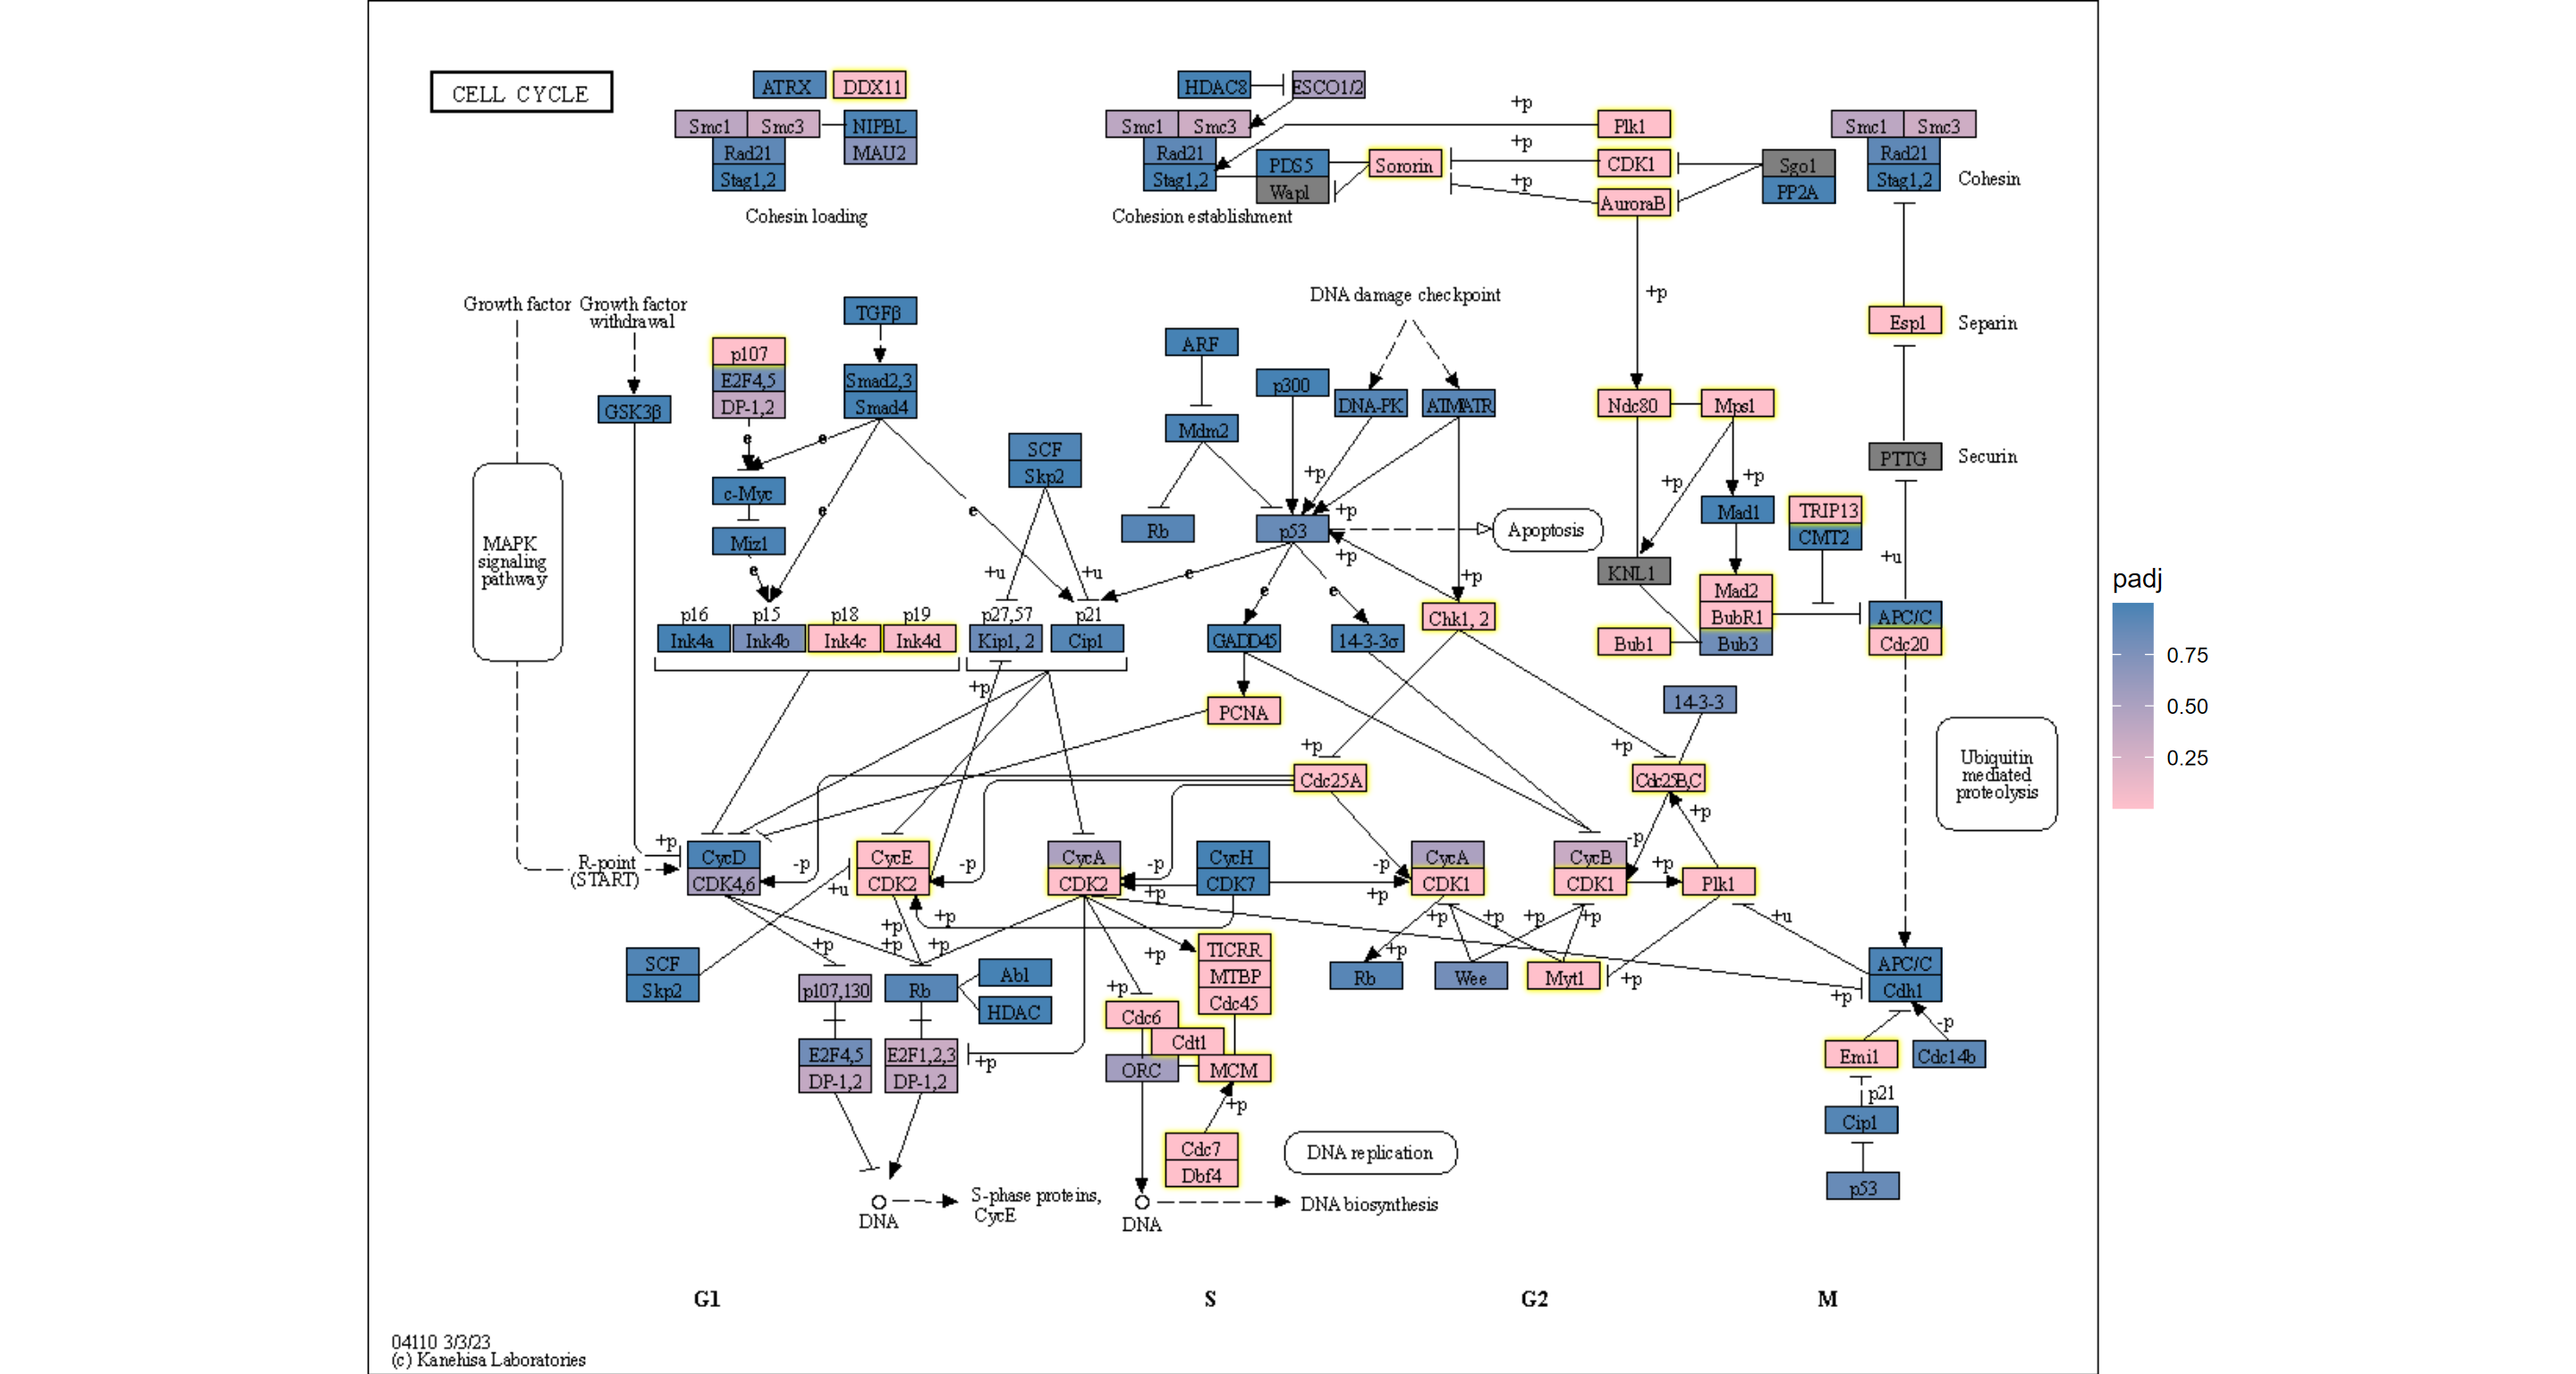 CELL CYCLE
ATRX
DDX11
Smc1
Smc3
NIPBL
MAU2
Rad21
Stag1,2
Cohesin loading
HDAC8
ESCO1/2
Smc1
Smc3
Rad21
Stag1,2
PDS5
Wapl
Sororin
Cohesion establishment
+p
+p
+p
Plk1
CDK1
AuroraB
Sgo1
PP2A
Smc1
Smc3
Rad21
Stag1,2
Cohesin
Growth factor
Growth factor
withdrawal
TGFβ
DNA damage checkpoint
+p
Espl
Separin
p107
E2F4,5
DP-1,2
Smad2,3
Smad4
GSK3β
ARF
p300
DNA-PK
ATM/ATR
Mdm2
Ndc80
Mps1
e
e
SCF
Skp2
PTTG
Securin
+p
+p
+p
c-Myc
e
e
Miz1
Rb
p53
+p
Apoptosis
Mad1
TRIP13
CMT2
MAPK
signaling
pathway
e
+u
+u
e
+p
e
e
+p
KNL1
+u
p16
p15
p18
p19
p27,57
p21
Ink4a
Ink4b
Ink4c
Ink4d
Kip1, 2
Cip1
GADD45
14-3-3σ
Chk1, 2
Mad2
BubR1
Bub3
Bub1
APC/C
Cdc20
+p
PCNA
14-3-3
+p
+p
Cdc25A
Cdc25B,C
+p
Ubiquitin
mediated
proteolysis
R-point
(START)
+p
CycD
CDK4,6
-p
CycE
CDK2
-p
CycA
CDK2
-p
+p
CycH
CDK7
-p
+p
CycA
CDK1
CycB
CDK1
-p
+p
Plk1
+u
+p
+p
+p
+p
+p
+p
+p
+p
+p
+u
SCF
Skp2
p107,130
Rb
Abl
HDAC
+p
+p
TICRR
MTBP
Cdc45
+p
Rb
Wee
Myt1
+p
+p
APC/C
Cdh1
E2F4,5
DP-1,2
E2F1,2,3
DP-1,2
+p
Cdc6
Cdt1
ORC
MCM
+p
-p
Emi1
Cdc14b
p21
Cip1
p53
Cdc7
Dbf4
DNA replication
DNA
S-phase proteins,
CycE
DNA
DNA biosynthesis
G1
S
G2
M
04110 3/3/23
(c) Kanehisa Laboratories
padj
0.75
0.50
0.25